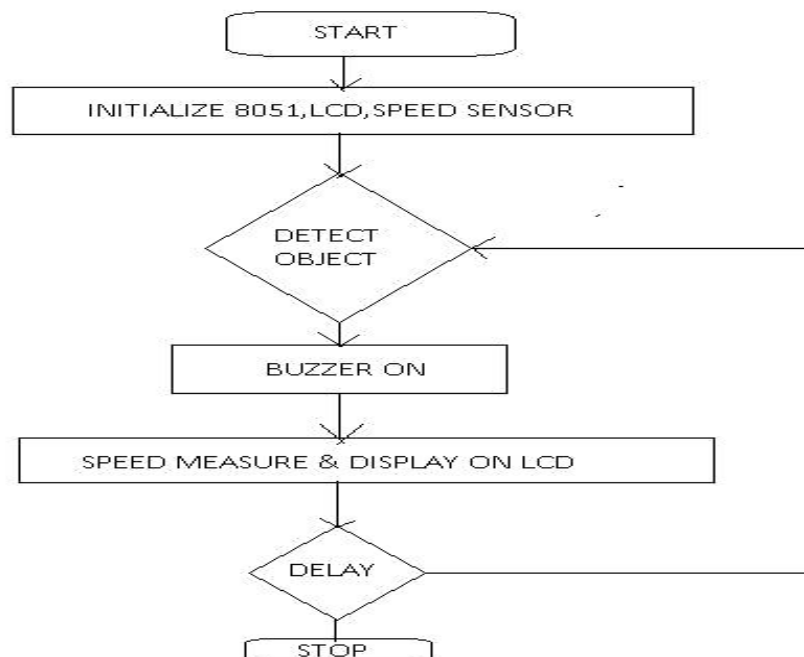 START
INITIALIZE 8051,LCD,SPEED SENSOR
DETECT
OBJECT
BUZZER ON
SPEED MEASURE & DISPLAY ON LCD
DELAY
STOP